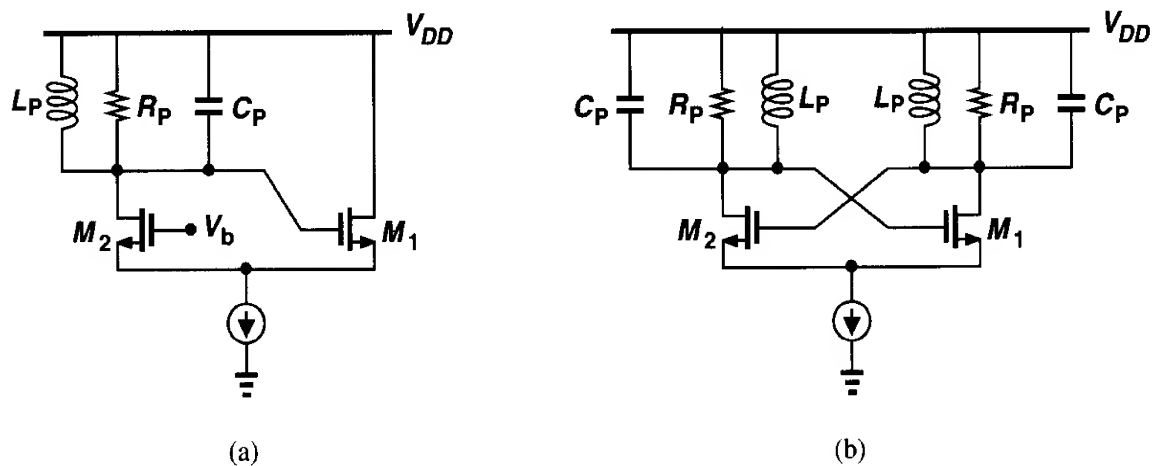 V_DD
L_P
R_P
C_P
M_2
V_b
M_1
(a)
V_DD
C_P
R_P
L_P
L_P
R_P
C_P
M_2
M_1
(b)